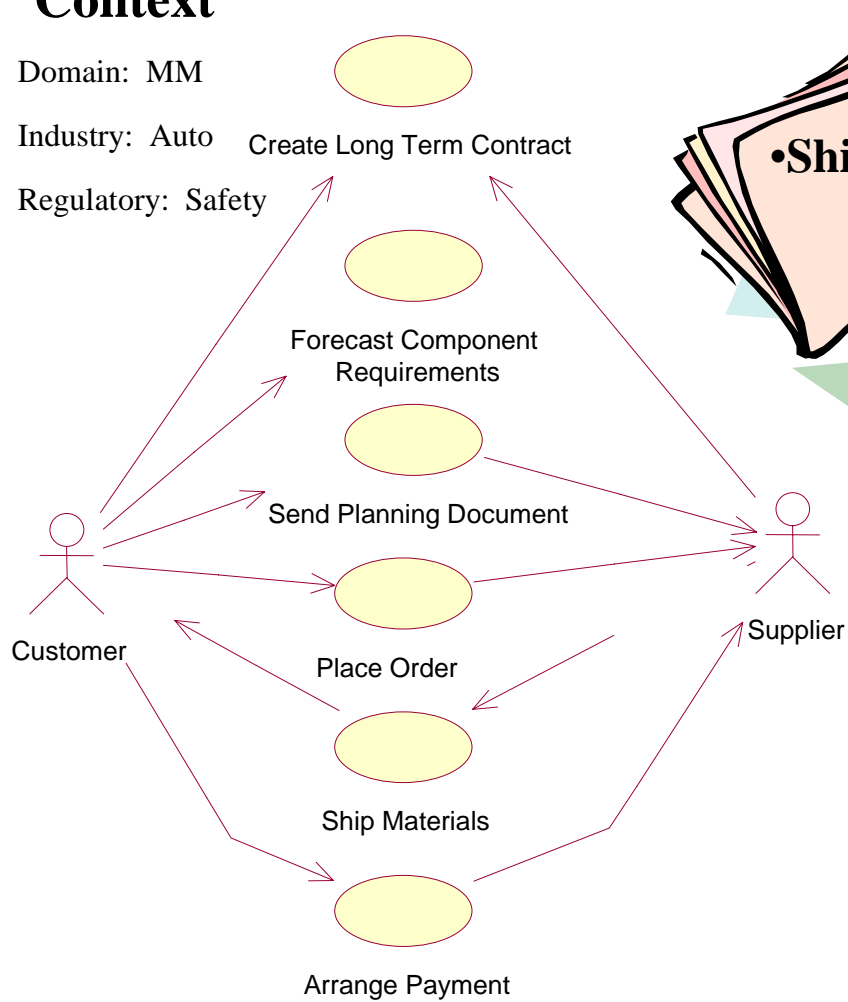 Context
Domain: MM
Industry: Auto
Regulatory: Safety
Create Long Term Contract
•Shi
Forecast Component
Requirements
Send Planning Document
Customer
Supplier
Place Order
Ship Materials
Arrange Payment